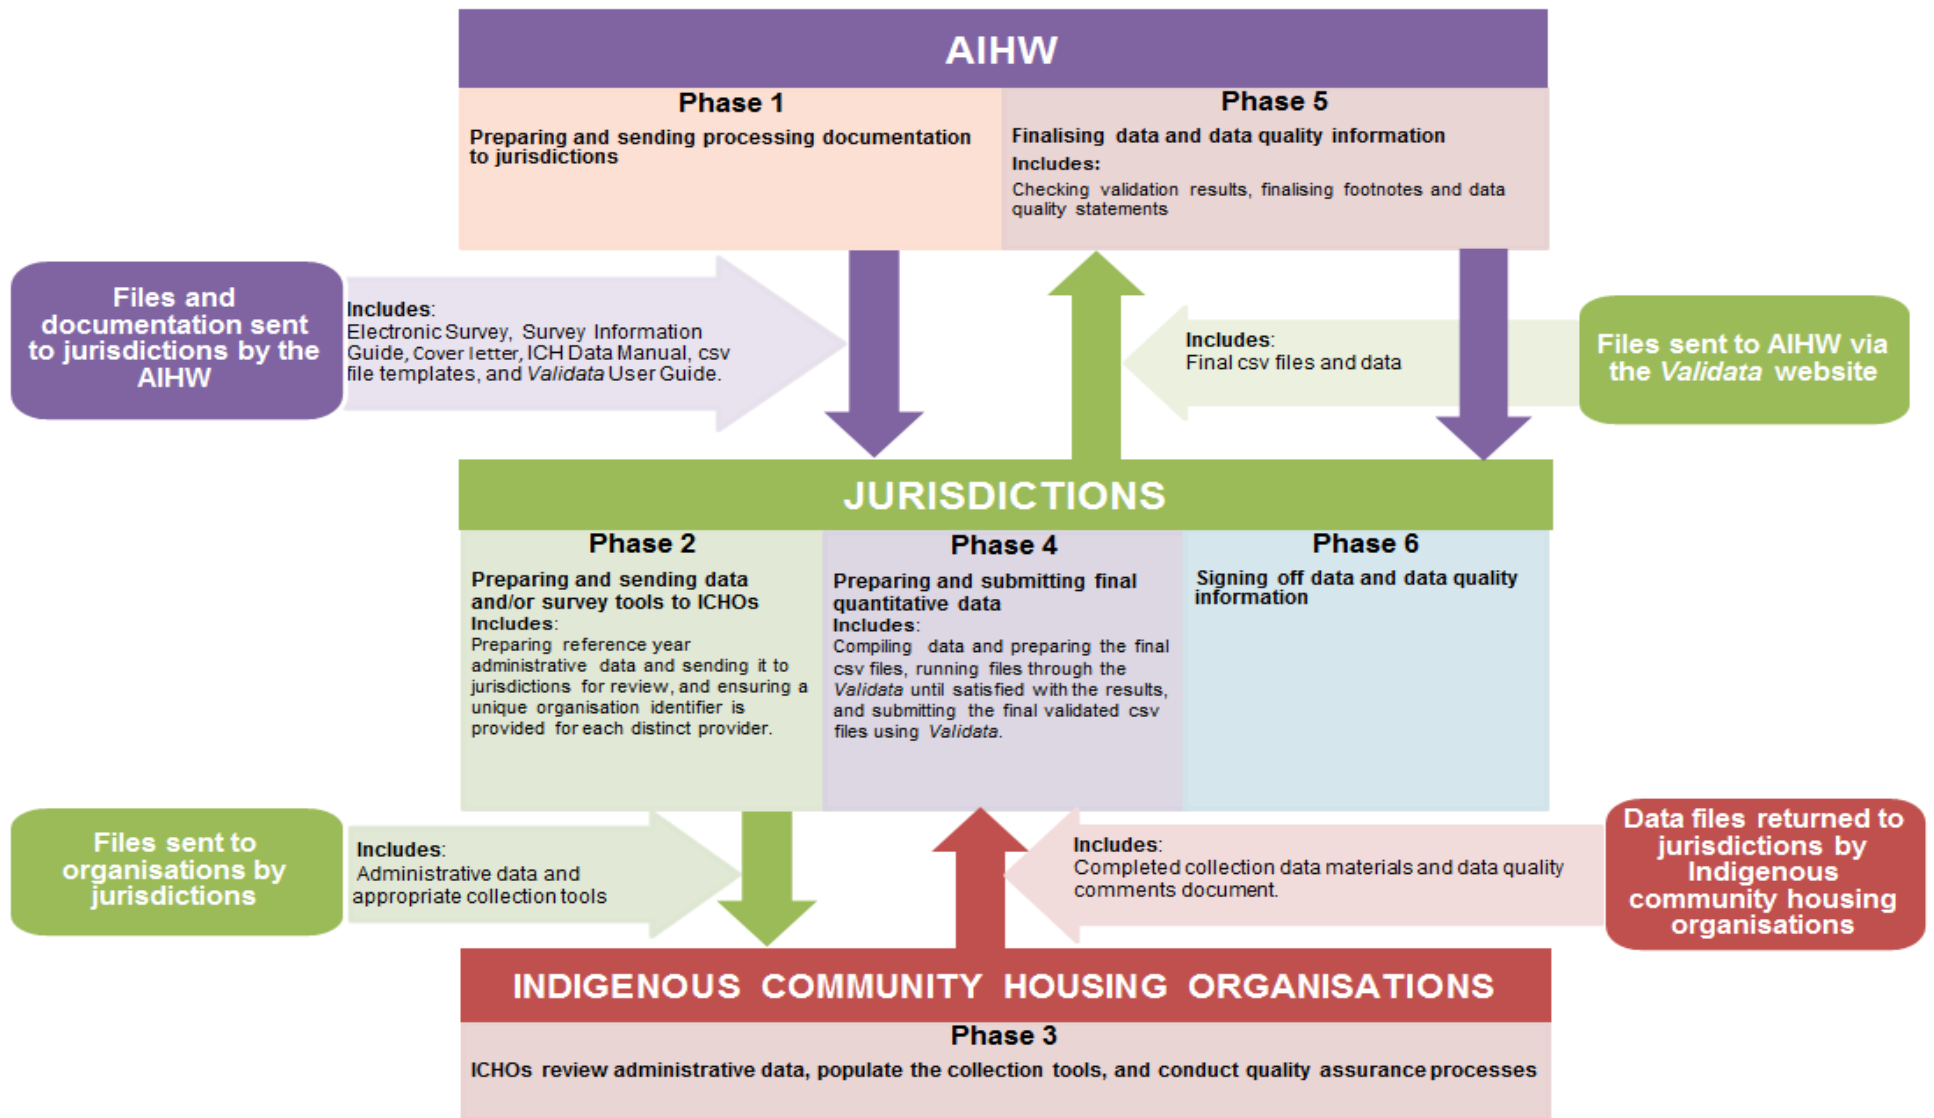 AIHW
Phase 1
Preparing and sending processing documentation
to jurisdictions
Phase 5
Finalising data and data quality information
Includes:
Checking validation results, finalising footnotes and data
quality statements
Files and
documentation sent
to jurisdictions by the
AIHW
Includes:
Electronic Survey, Survey Information
Guide, Cover letter, ICH Data Manual, csv
file templates, and Validata User Guide.
Includes:
Final csv files and data
Files sent to AIHW via
the Validata website
JURISDICTIONS
Phase 2
Preparing and sending data
and/or survey tools to ICHOs
Includes:
Preparing reference year
administrative data and sending it to
jurisdictions for review, and ensuring a
unique organisation identifier is
provided for each distinct provider.
Phase 4
Preparing and submitting final
quantitative data
Includes:
Compiling data and preparing the final
csv files, running files through the
Validata until satisfied with the results,
and submitting the final validated csv
files using Validata.
Phase 6
Signing off data and data quality
information
Files sent to
organisations by
jurisdictions
Includes:
Administrative data and
appropriate collection tools
Includes:
Completed collection data materials and data quality
comments document.
Data files returned to
jurisdictions by
Indigenous
community housing
organisations
INDIGENOUS COMMUNITY HOUSING ORGANISATIONS
Phase 3
ICHOs review administrative data, populate the collection tools, and conduct quality assurance processes